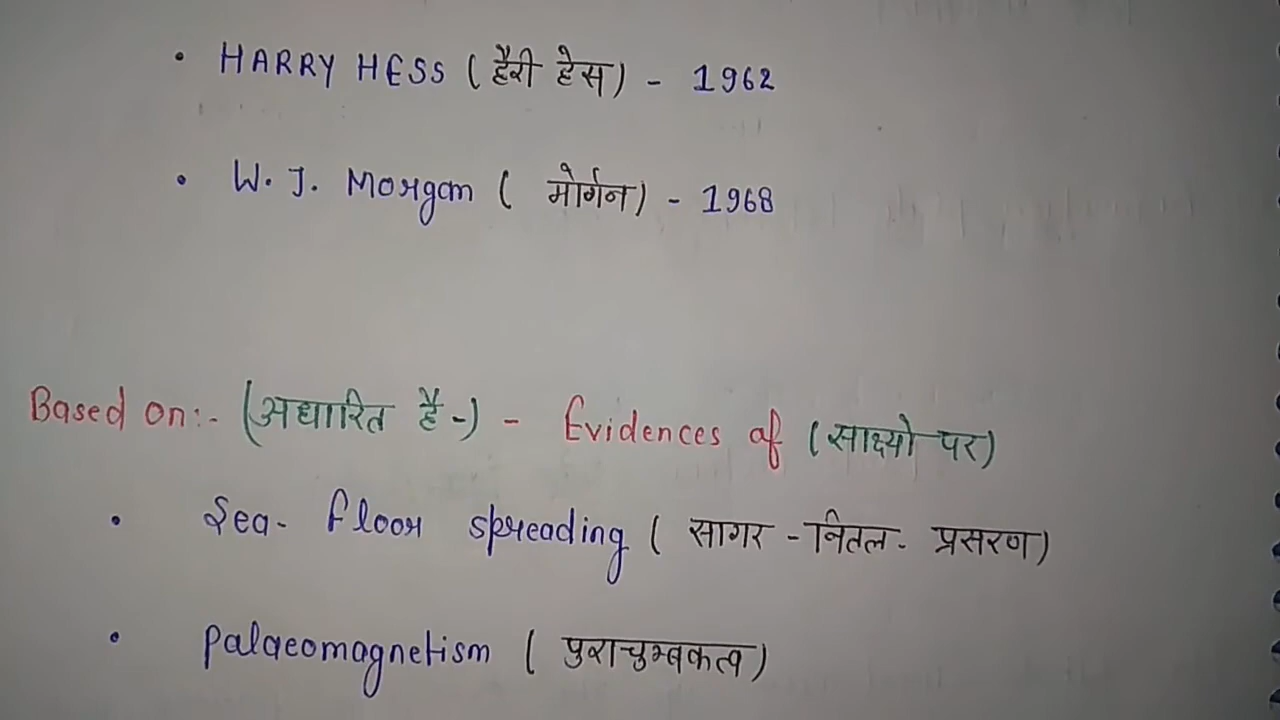 • HARRY HESS (हैरी हेस) - 1962
• W. J. Morgan ( मोर्गन) - 1968
Based on:- (अधारित है -) - Evidences of (साक्ष्यो पर)
• Sea- floor spreading ( सागर - नितल - प्रसरण)
• Palaeomagnetism ( पुराचुम्बकत्व)